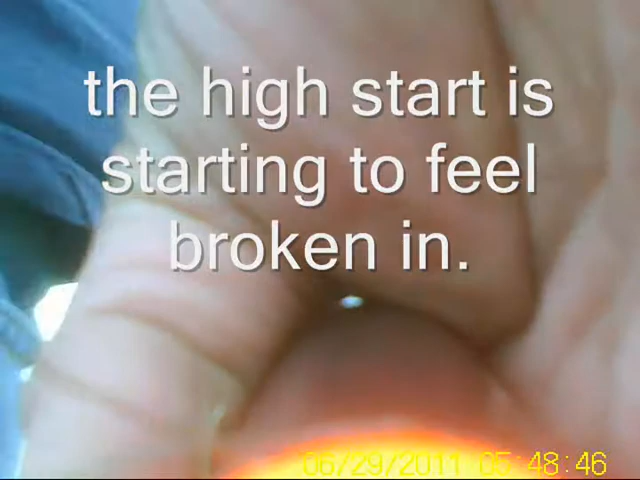 the high start is
starting to feel
broken in.
06/29/2011 05:48:46